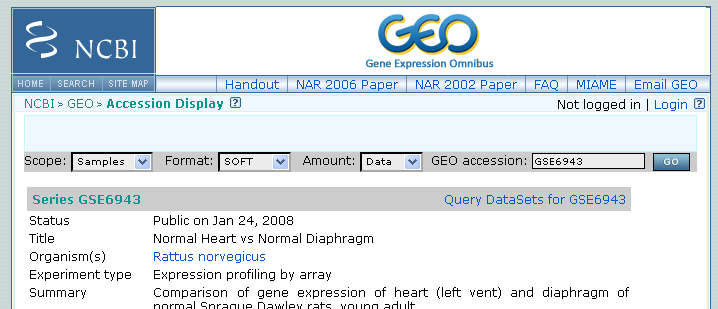 NCBI
GEO
Gene Expression Omnibus
HOME SEARCH SITE MAP
Handout NAR 2006 Paper NAR 2002 Paper FAQ MIAME Email GEO
NCBI > GEO > Accession Display ? Not logged in | Login ?
Scope: Samples Format: SOFT Amount: Data GEO accession: GSE6943 GO
Series GSE6943 Query DataSets for GSE6943
Status Public on Jan 24, 2008
Title Normal Heart vs Normal Diaphragm
Organism(s) Rattus norvegicus
Experiment type Expression profiling by array
Summary Comparison of gene expression of heart (left vent) and diaphragm of
normal Sprague Dawley rats, young adult